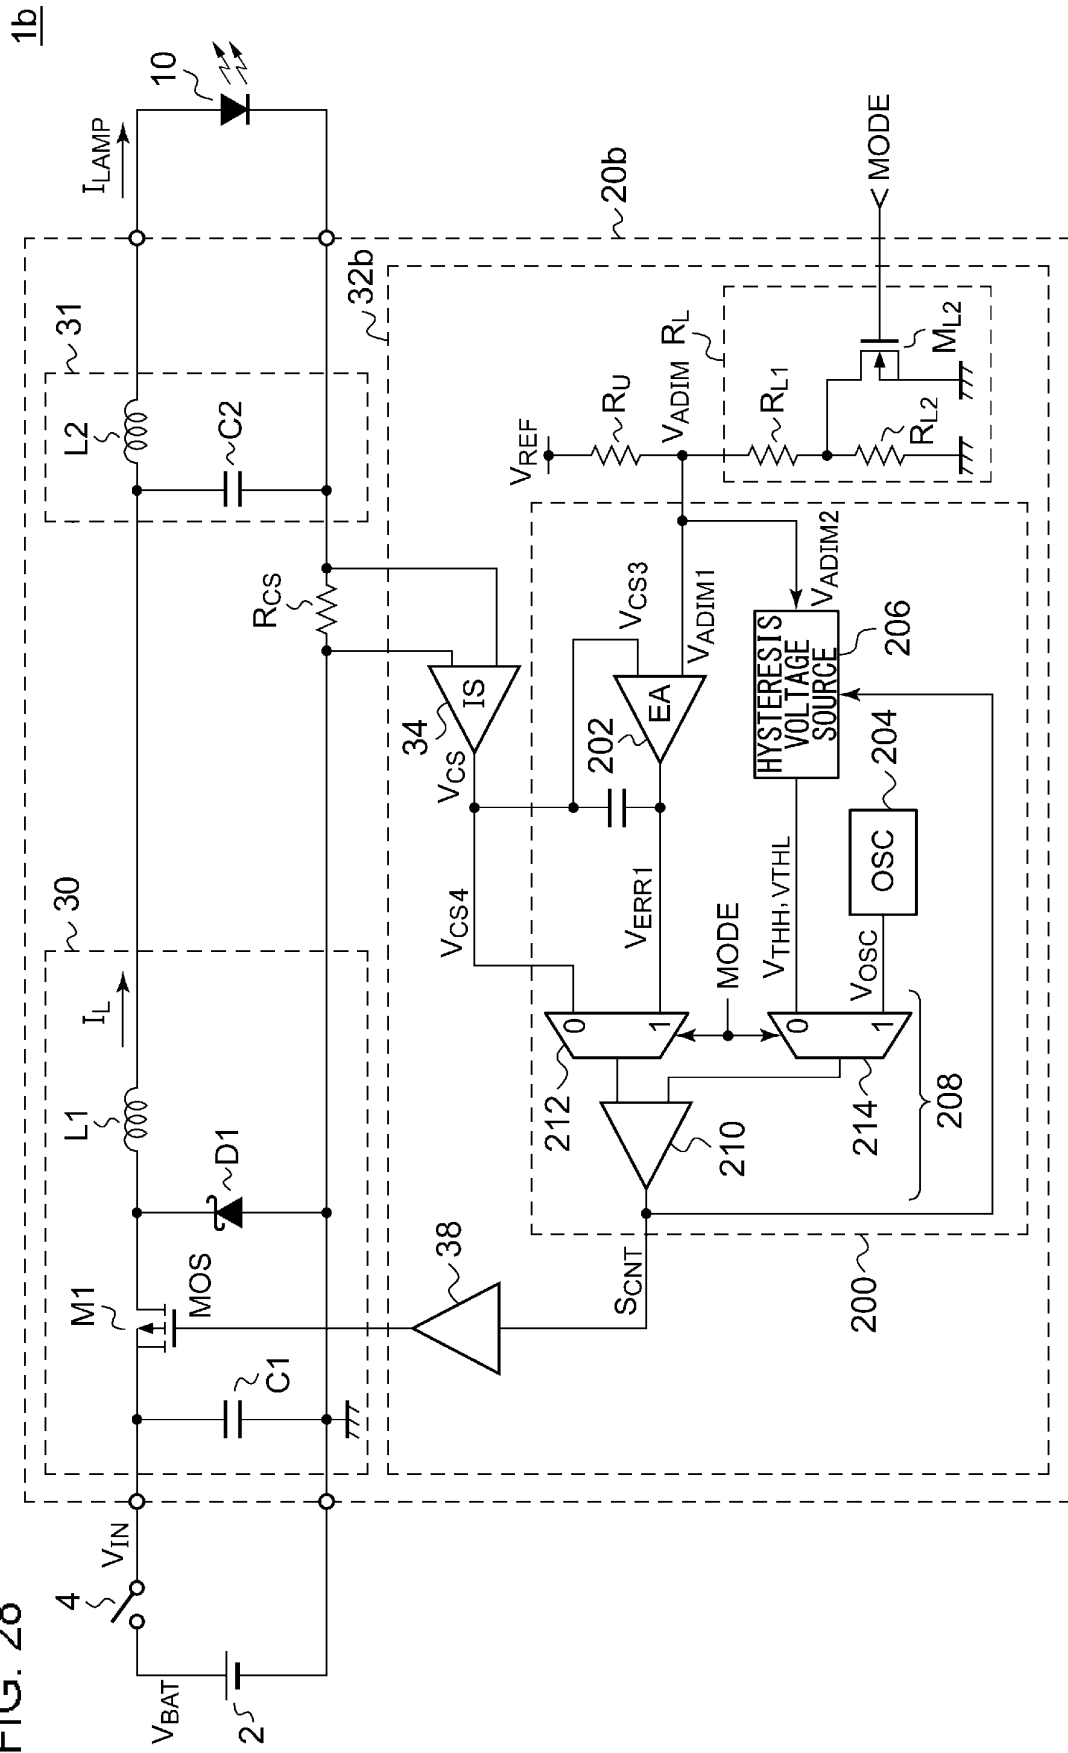 FIG. 28
1b
VBAT
2
4
VIN
30
M1
MOS
C1
D1
L1
IL
31
L2
C2
ILAMP
10
RCS
32b
20b
38
34
IS
VCS
VCS4
VCS3
202
EA
VADIM1
VERR1
VREF
RU
VADIM
RL
RL1
RL2
ML2
MODE
VADIM2
HYSTERESIS
VOLTAGE
SOURCE
206
204
OSC
VTHH, VTHL
VOSC
MODE
0
1
212
0
1
214
208
210
SCNT
200